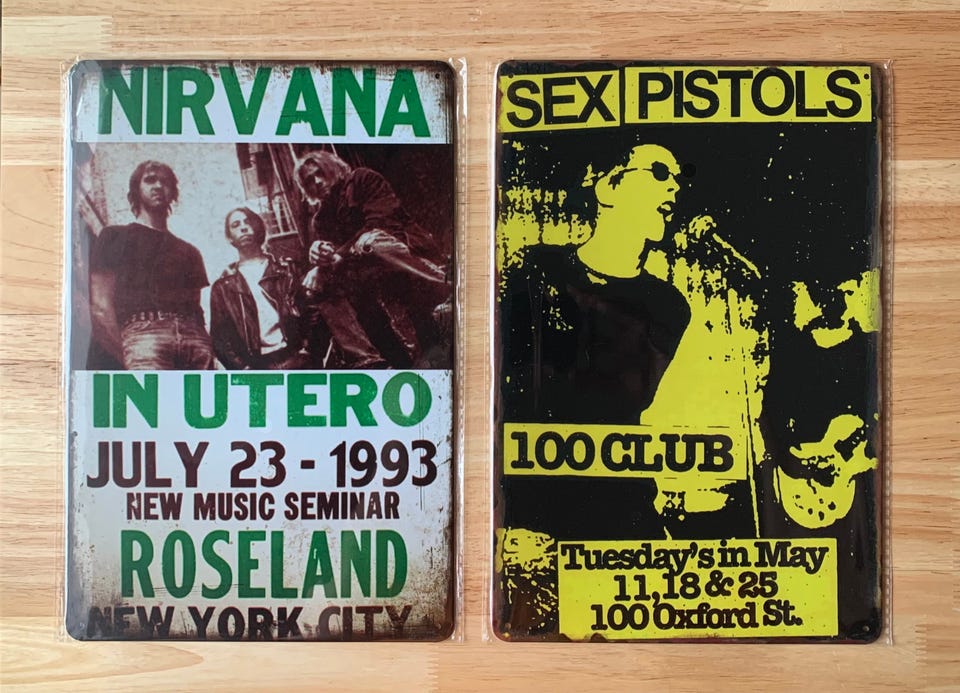 NIRVANA
IN UTERO
JULY 23 - 1993
NEW MUSIC SEMINAR
ROSELAND
NEW YORK CITY
SEX PISTOLS
100 CLUB
Tuesday's in May
11,18 & 25
100 Oxford St.